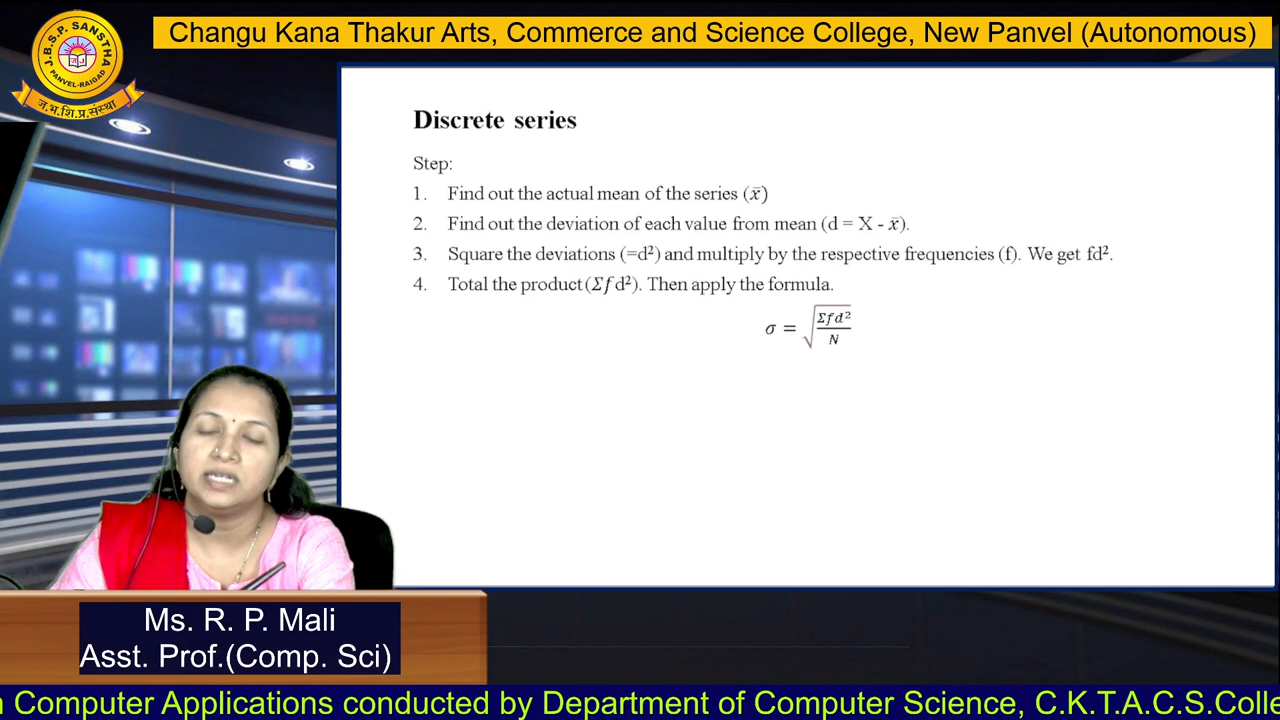 Changu Kana Thakur Arts, Commerce and Science College, New Panvel (Autonomous)
J.B.S.P. SANSTHA
PANVEL-RAIGAD
ज.भ.शि.प्र.संस्था
Discrete series
Step:
1. Find out the actual mean of the series (x̄)
2. Find out the deviation of each value from mean (d = X - x̄).
3. Square the deviations (=d²) and multiply by the respective frequencies (f). We get fd².
4. Total the product (Σf d²). Then apply the formula.
σ = √(Σfd²/N)
Ms. R. P. Mali
Asst. Prof.(Comp. Sci)
Computer Applications conducted by Department of Computer Science, C.K.T.A.C.S.Colle